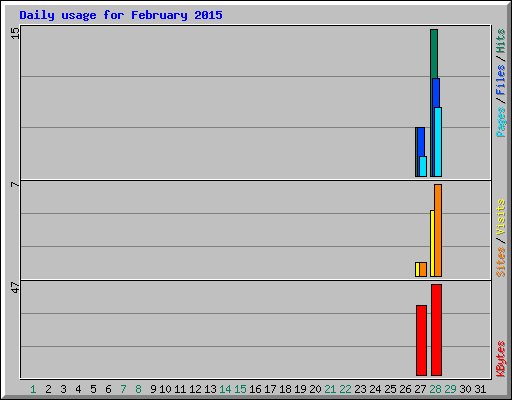 Daily usage for February 2015
15
7
47
Pages / Files / Hits
Sites / Visits
KBytes
1 2 3 4 5 6 7 8 9 10 11 12 13 14 15 16 17 18 19 20 21 22 23 24 25 26 27 28 29 30 31